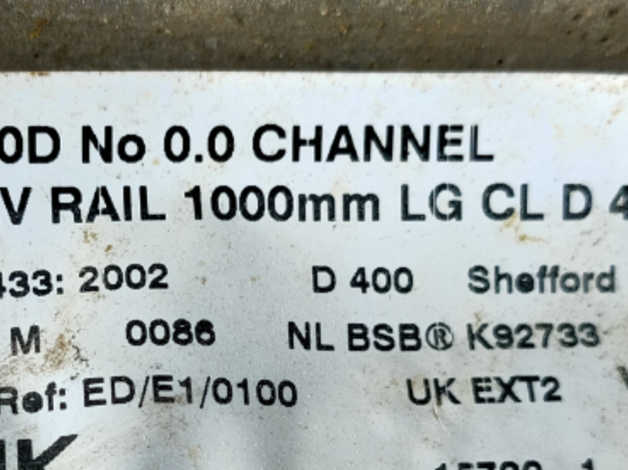 0D No 0.0 CHANNEL
V RAIL 1000mm LG CL D 4
433: 2002 D 400 Shefford
M 0086 NL BSB® K92733
Ref: ED/E1/0100 UK EXT2